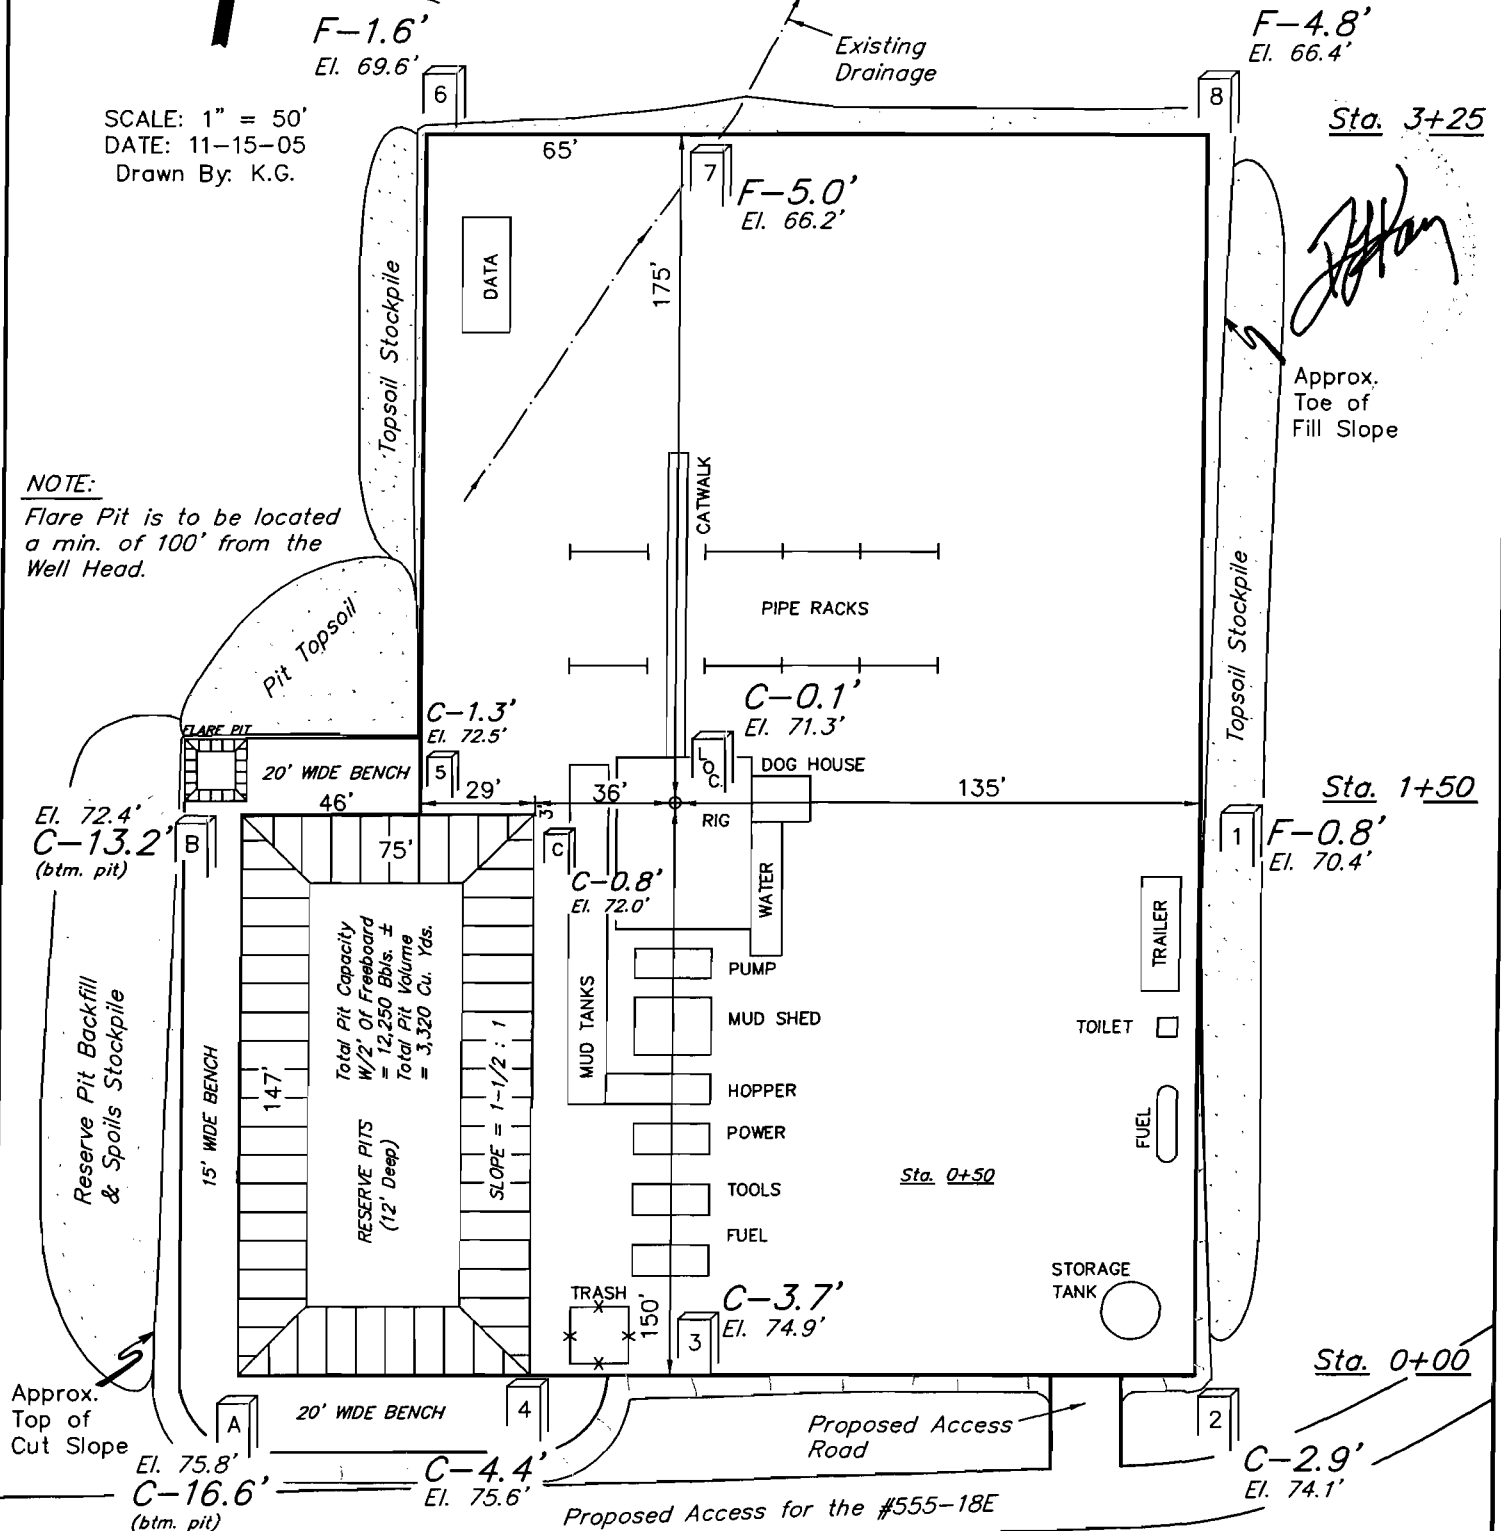 F-1.6'
El. 69.6'
Existing
Drainage
F-4.8'
El. 66.4'
6
8
SCALE: 1" = 50'
DATE: 11-15-05
Drawn By: K.G.
Sta. 3+25
65'
7
F-5.0'
El. 66.2'
DATA
175'
Topsoil Stockpile
Approx.
Toe of
Fill Slope
NOTE:
Flare Pit is to be located
a min. of 100' from the
Well Head.
CATWALK
PIPE RACKS
Topsoil Stockpile
Pit Topsoil
C-1.3'
El. 72.5'
C-0.1'
El. 71.3'
FLARE PIT
20' WIDE BENCH
5
LOC.
DOG HOUSE
46'
29'
3'
36'
135'
RIG
Sta. 1+50
El. 72.4'
C-13.2'
(btm. pit)
B
75'
C
1
F-0.8'
El. 70.4'
C-0.8'
El. 72.0'
WATER
TRAILER
PUMP
MUD TANKS
MUD SHED
TOILET
HOPPER
POWER
FUEL
TOOLS
FUEL
Sta. 0+50
Reserve Pit Backfill
& Spoils Stockpile
15' WIDE BENCH
147'
Total Pit Capacity
W/2' Of Freeboard
= 12,250 Bbls. ±
Total Pit Volume
= 3,320 Cu. Yds.
RESERVE PITS
(12' Deep)
SLOPE = 1-1/2 : 1
STORAGE
TANK
TRASH
150'
C-3.7'
El. 74.9'
3
Sta. 0+00
Approx.
Top of
Cut Slope
A
20' WIDE BENCH
4
Proposed Access
Road
2
El. 75.8'
C-16.6'
(btm. pit)
C-4.4'
El. 75.6'
C-2.9'
El. 74.1'
Proposed Access for the #555-18E